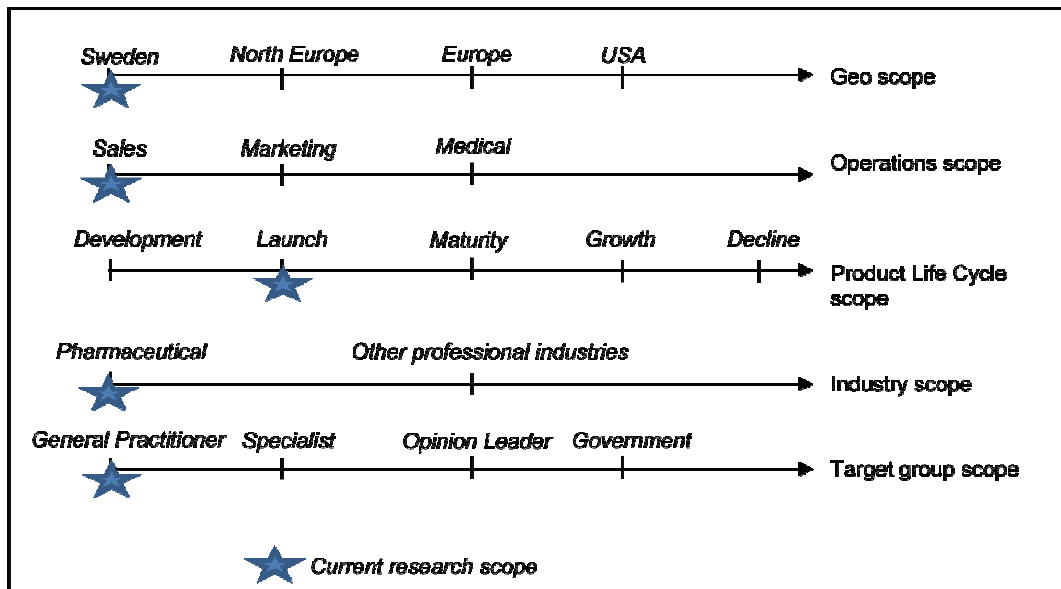 Sweden North Europe Europe USA
Geo scope
Sales Marketing Medical
Operations scope
Development Launch Maturity Growth Decline
Product Life Cycle
scope
Pharmaceutical Other professional industries
Industry scope
General Practitioner Specialist Opinion Leader Government
Target group scope
Current research scope